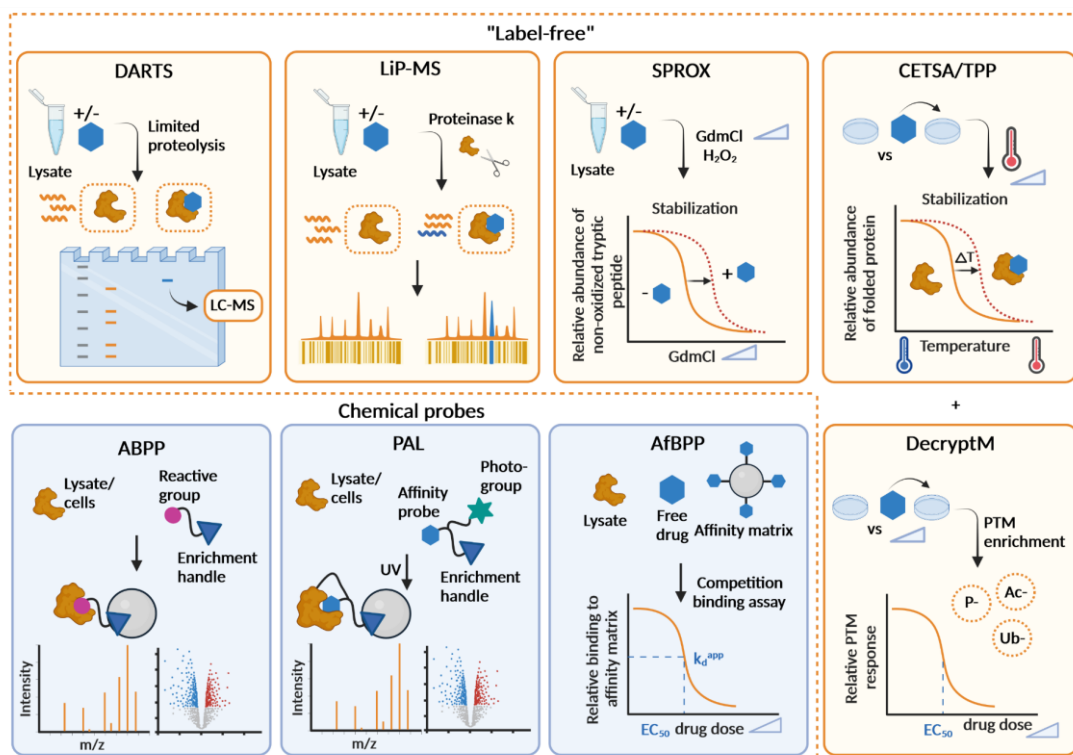 "Label-free"
DARTS
+/-
Limited
proteolysis
Lysate
LC-MS
LiP-MS
+/-
Proteinase k
Lysate
SPROX
+/-
GdmCl
H₂O₂
Lysate
Stabilization
Relative abundance of
non-oxidized tryptic
peptide
-
+
GdmCl
CETSA/TPP
vs
Stabilization
Relative abundance
of folded protein
ΔT
Temperature
Chemical probes
ABPP
Lysate/
cells
Reactive
group
Enrichment
handle
Intensity
m/z
PAL
Lysate/
cells
Photo-
group
Affinity
probe
UV
Enrichment
handle
Intensity
m/z
AfBPP
Lysate
Free
drug
Affinity matrix
Competition
binding assay
Relative binding to
affinity matrix
k_d^app
EC₅₀ drug dose
+
DecryptM
vs
PTM
enrichment
P-
Ac-
Ub-
Relative PTM
response
EC₅₀ drug dose